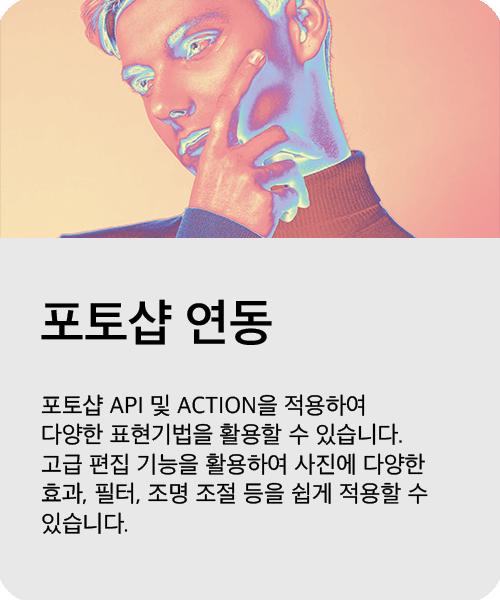 포토샵 연동
포토샵 API 및 ACTION을 적용하여
다양한 표현기법을 활용할 수 있습니다.
고급 편집 기능을 활용하여 사진에 다양한
효과, 필터, 조명 조절 등을 쉽게 적용할 수
있습니다.